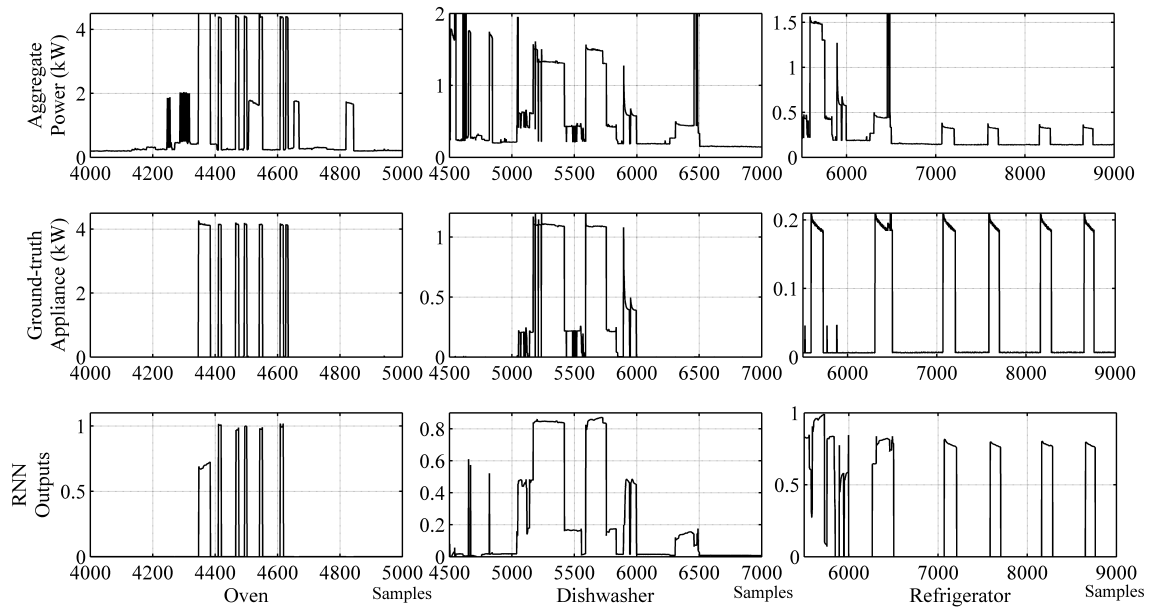 Aggregate
Power (kW)
4
2
0
4000 4200 4400 4600 4800 5000
2
1
0
4500 5000 5500 6000 6500 7000
1.5
1
0.5
0
6000 7000 8000 9000
Ground-truth
Appliance (kW)
4
2
0
4000 4200 4400 4600 4800 5000
1
0.5
0
4500 5000 5500 6000 6500 7000
0.2
0.1
0
6000 7000 8000 9000
RNN
Outputs
1
0.5
0
4000 4200 4400 4600 4800 5000
Oven Samples
0.8
0.6
0.4
0.2
0
4500 5000 5500 6000 6500 7000
Dishwasher Samples
1
0.5
0
6000 7000 8000 9000
Refrigerator Samples